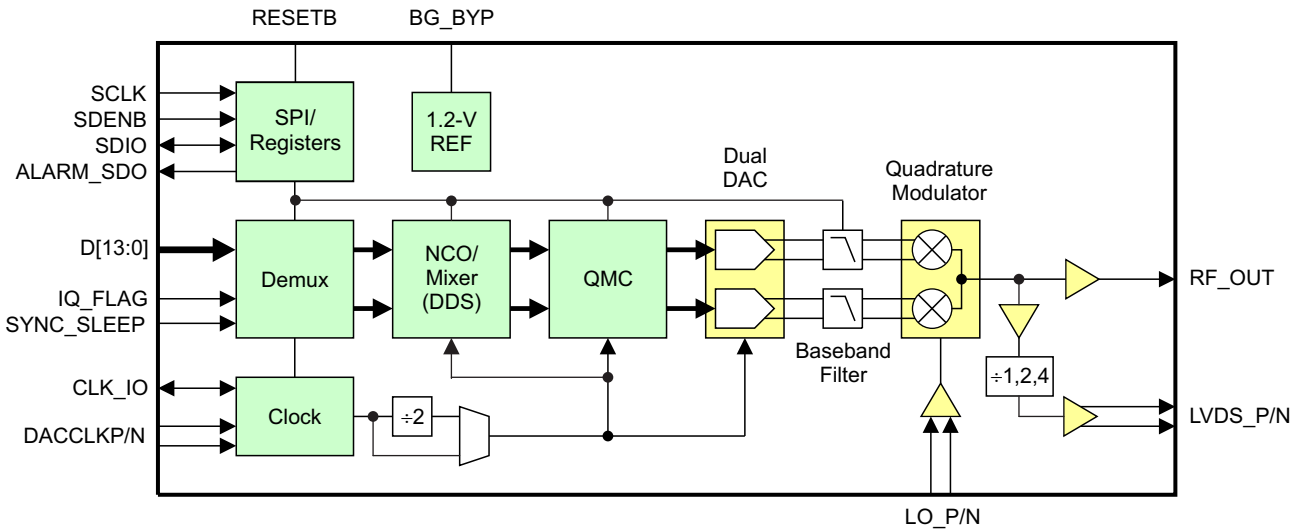 RESETB
BG_BYP
SCLK
SDENB
SDIO
ALARM_SDO
SPI/
Registers
1.2-V
REF
Dual
DAC
Quadrature
Modulator
D[13:0]
IQ_FLAG
SYNC_SLEEP
Demux
NCO/
Mixer
(DDS)
QMC
RF_OUT
Baseband
Filter
÷1,2,4
CLK_IO
DACCLKP/N
Clock
÷2
LVDS_P/N
LO_P/N